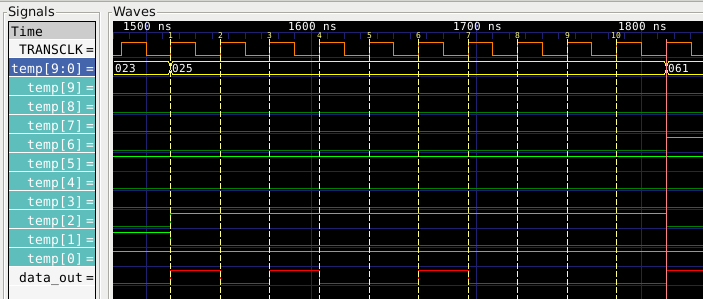 Signals
Time
TRANSCLK =
temp[9:0] =
temp[9] =
temp[8] =
temp[7] =
temp[6] =
temp[5] =
temp[4] =
temp[3] =
temp[2] =
temp[1] =
temp[0] =
data_out =
Waves
1500 ns 1600 ns 1700 ns 1800 ns
1 2 3 4 5 6 7 8 9 10
023 025 061